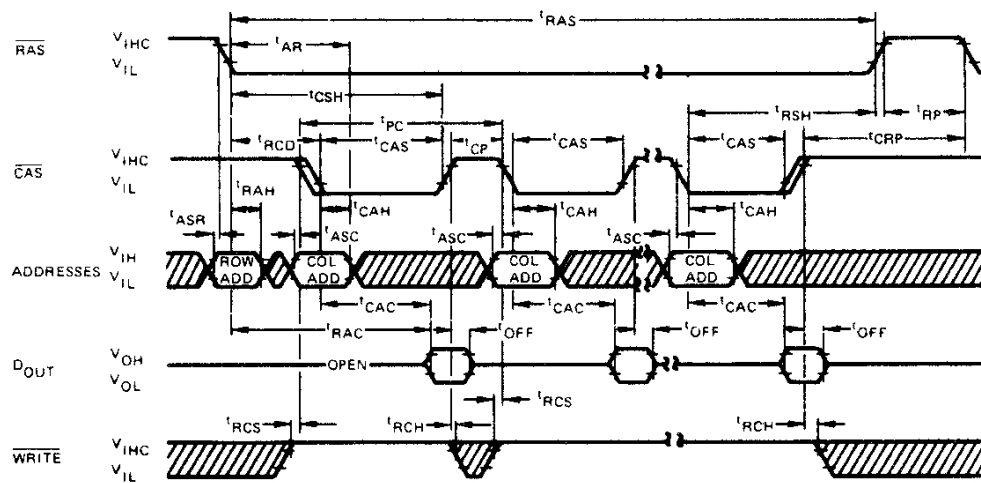 tRAS
RAS VIHC
tAR
VIL
tCSH
tRSH tRP
tPC
tRCD tCAS tCP tCAS tCAS tCRP
CAS VIHC
VIL
tRAH
tCAH tCAH tCAH
tASR
tASC tASC tASC
ADDRESSES VIH
VIL
ROW ADD
COL ADD
COL ADD
COL ADD
tCAC tCAC tCAC
tRAC
tOFF tOFF tOFF
DOUT VOH
OPEN
VOL
tRCS
tRCS tRCH tRCH
WRITE VIHC
VIL